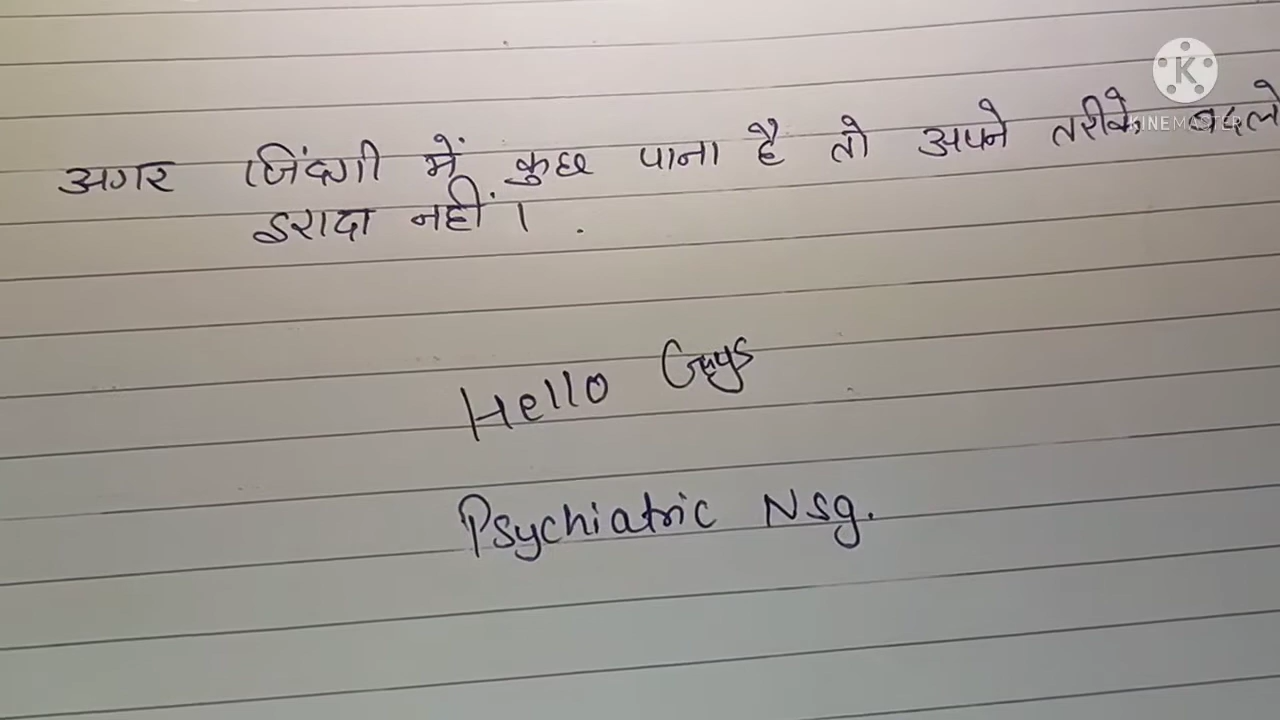 K
KINEMASTER
अगर जिंदगी में कुछ पाना है तो अपने तरीके बदलो
इरादा नहीं ।
Hello Guys
Psychiatric Nsg.